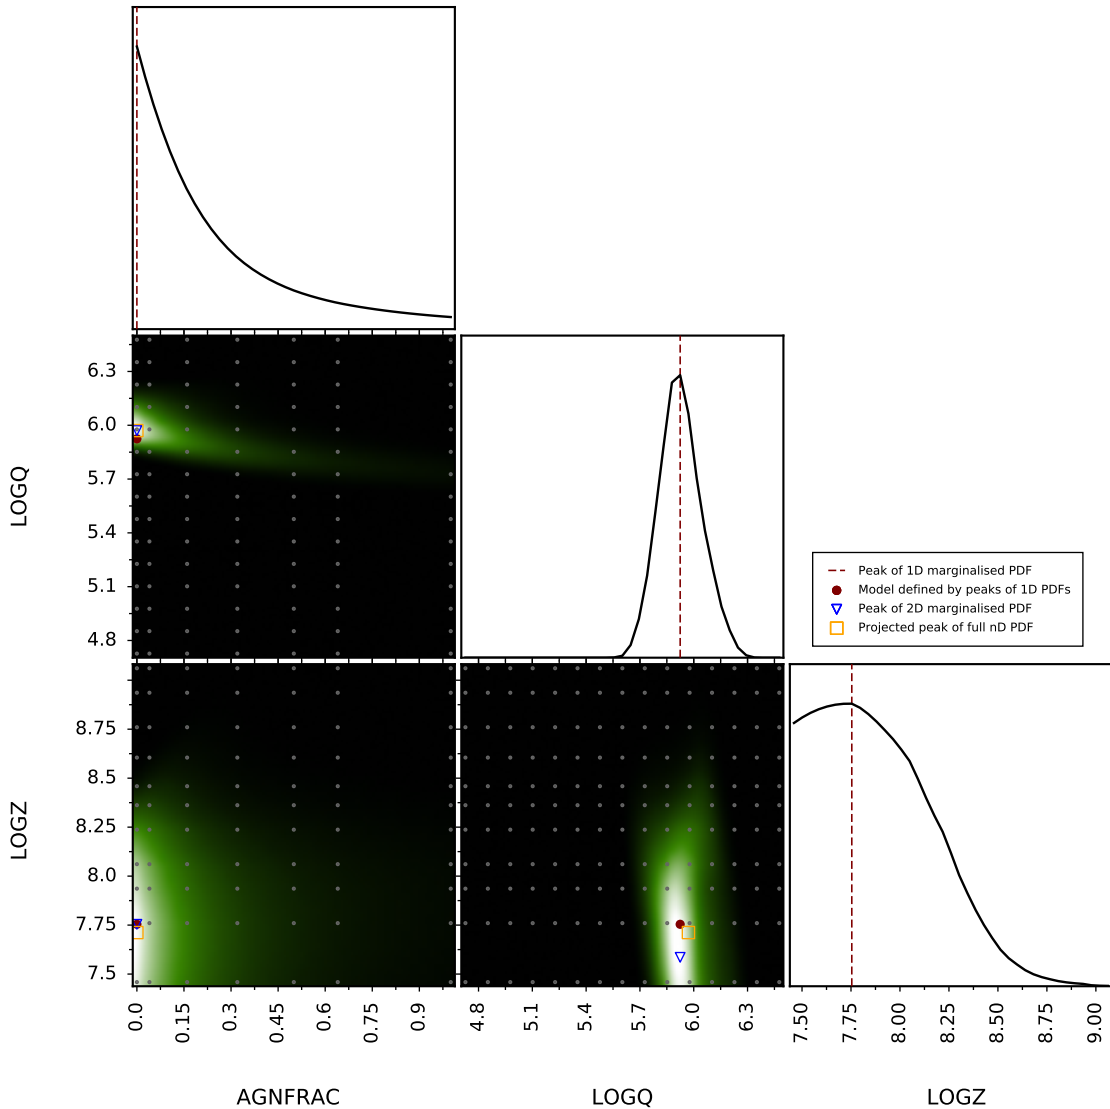 6.3
6.0
5.7
5.4
5.1
4.8
LOGQ
Peak of 1D marginalised PDF
Model defined by peaks of 1D PDFs
Peak of 2D marginalised PDF
Projected peak of full nD PDF
8.75
8.5
8.25
8.0
7.75
7.5
LOGZ
0.0 0.15 0.3 0.45 0.6 0.75 0.9
4.8 5.1 5.4 5.7 6.0 6.3
7.50 7.75 8.00 8.25 8.50 8.75 9.00
AGNFRAC LOGQ LOGZ